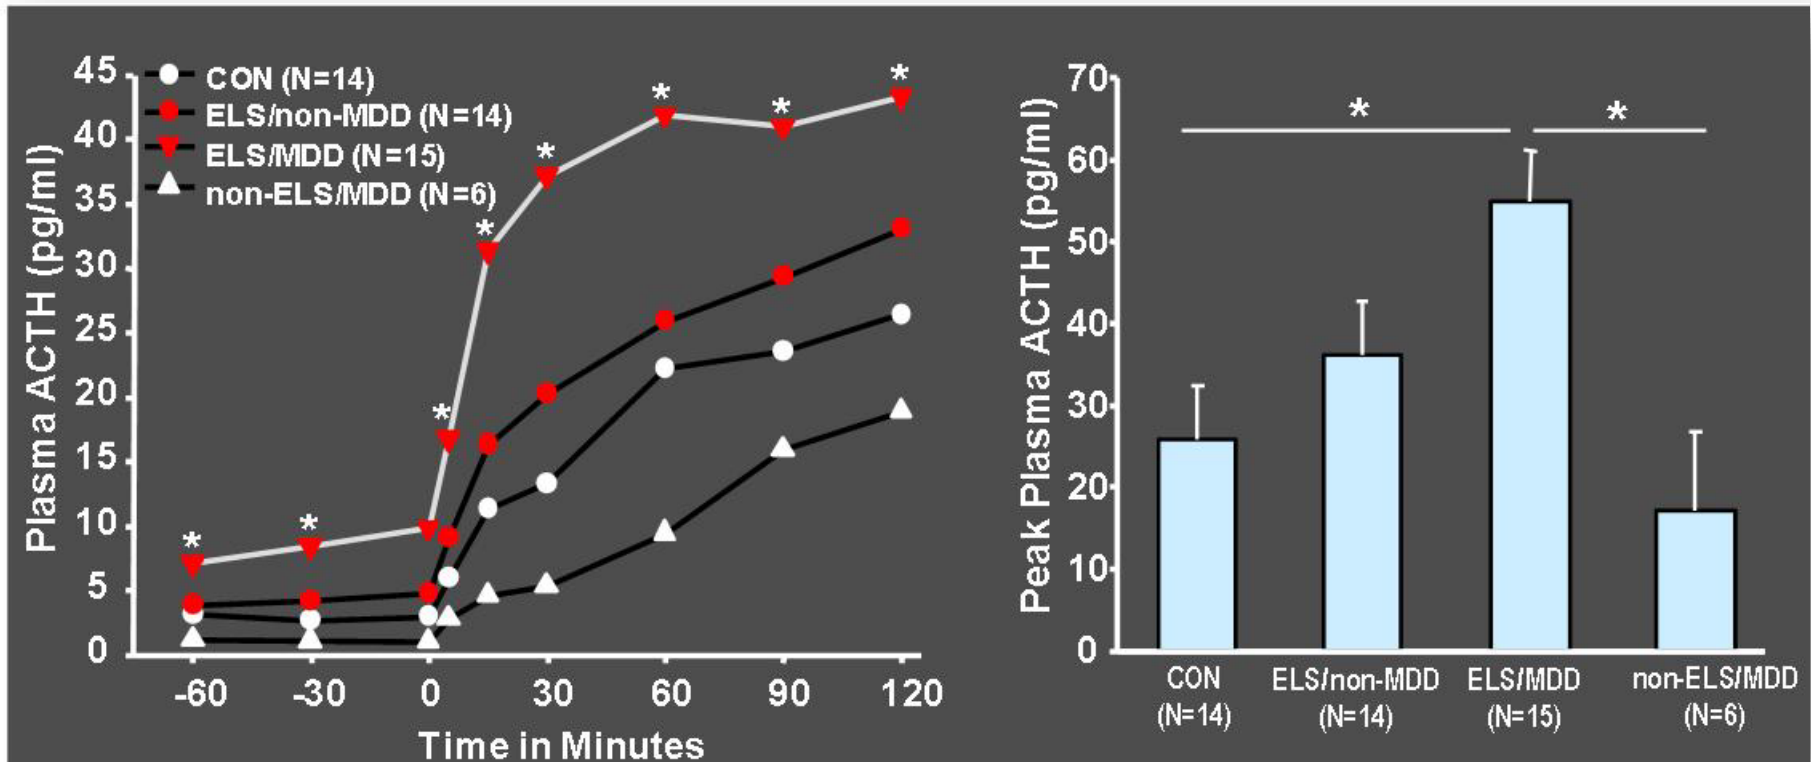 Plasma ACTH (pg/ml)
45
40
35
30
25
20
15
10
5
0
CON (N=14)
ELS/non-MDD (N=14)
ELS/MDD (N=15)
non-ELS/MDD (N=6)
*
*
*
*
*
*
*
*
-60 -30 0 30 60 90 120
Time in Minutes
Peak Plasma ACTH (pg/ml)
70
60
50
40
30
20
10
0
* *
CON ELS/non-MDD ELS/MDD non-ELS/MDD
(N=14) (N=14) (N=15) (N=6)